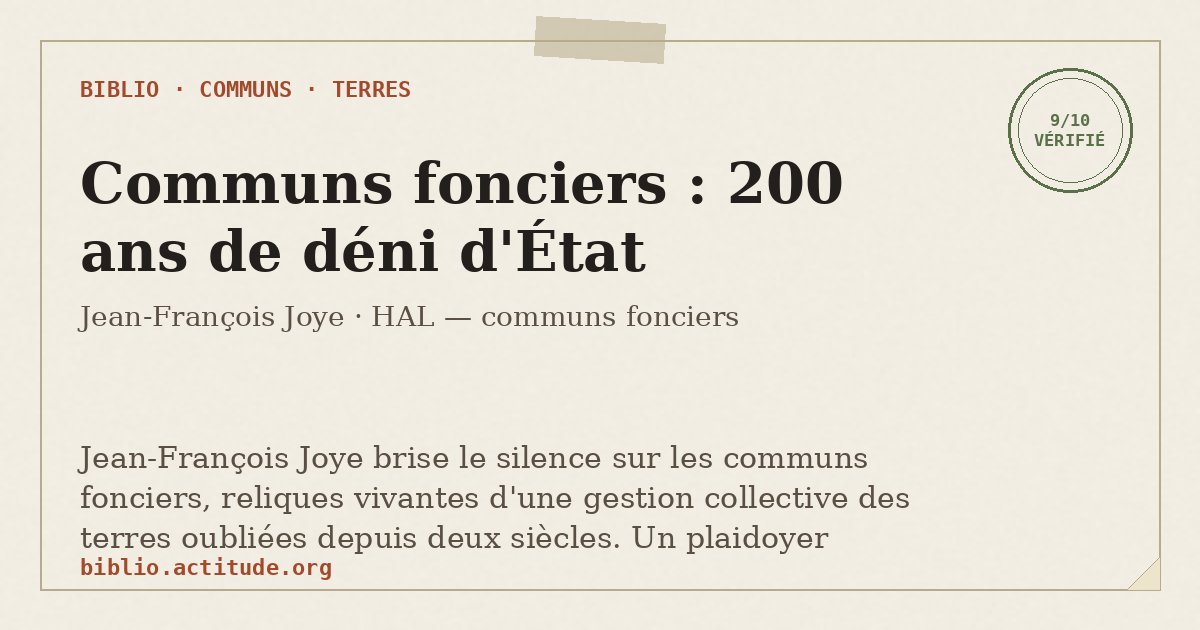 BIBLIO · COMMUNS · TERRES
9/10
VÉRIFIÉ
Communs fonciers : 200
ans de déni d'État
Jean-François Joye · HAL — communs fonciers
Jean-François Joye brise le silence sur les communs
fonciers, reliques vivantes d'une gestion collective des
terres oubliées depuis deux siècles. Un plaidoyer
biblio.actitude.org